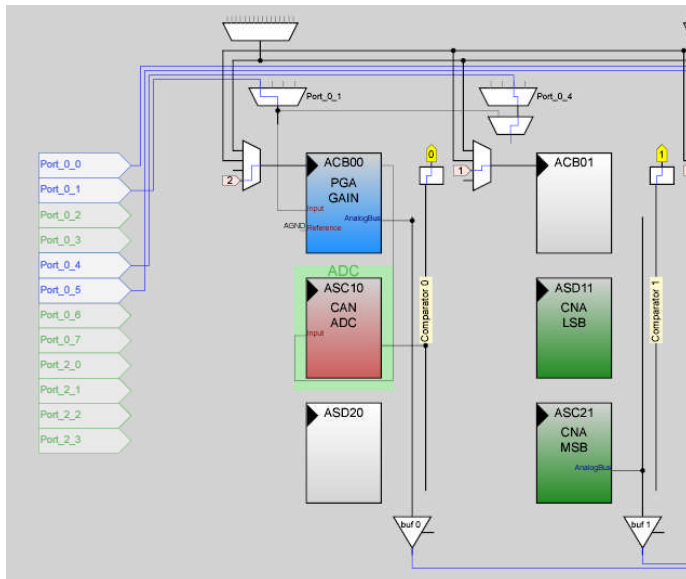 Port_0_1
Port_0_4
Port_0_0
Port_0_1
Port_0_2
Port_0_3
Port_0_4
Port_0_5
Port_0_6
Port_0_7
Port_2_0
Port_2_1
Port_2_2
Port_2_3
2
ACB00
PGA
GAIN
Input
AnalogBus
AGND
Reference
ADC
ASC10
CAN
ADC
Input
ASD20
0
Comparator 0
buf 0
1
ACB01
ASD11
CNA
LSB
ASC21
CNA
MSB
AnalogBus
1
Comparator 1
buf 1